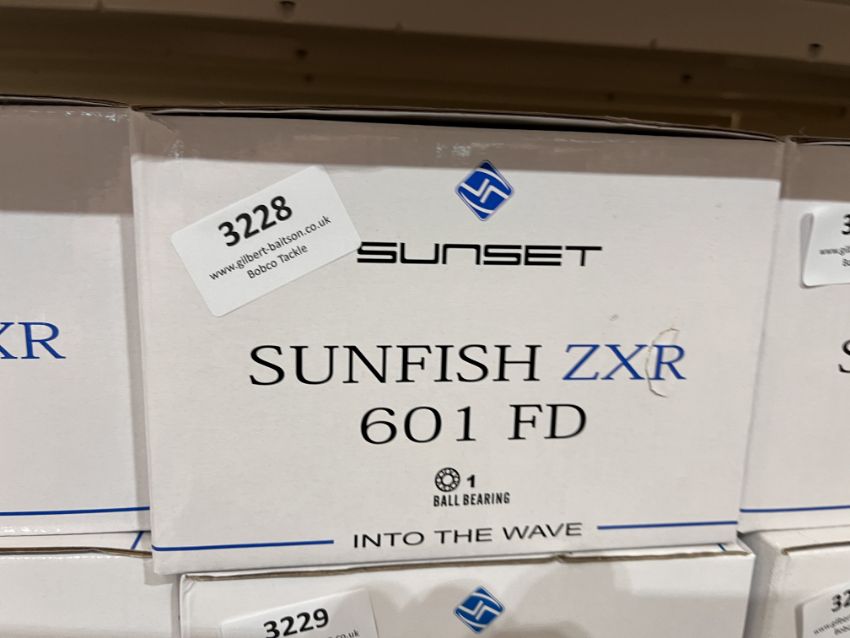 3228
www.gilbert-baitson.co.uk
Bobco Tackle
SUNSET
XR
SUNFISH ZXR
601 FD
1
BALL BEARING
INTO THE WAVE
3229